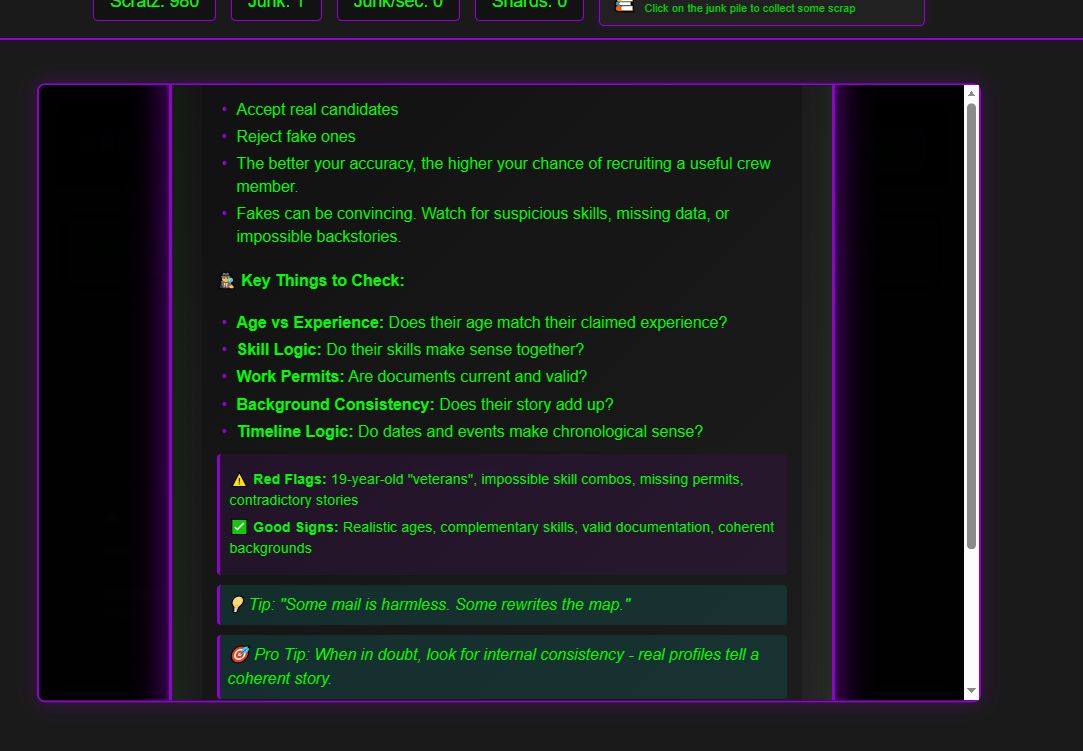 Scratz: 980
Junk: 1
Junk/sec: 0
Shards: 0
Click on the junk pile to collect some scrap
• Accept real candidates
• Reject fake ones
• The better your accuracy, the higher your chance of recruiting a useful crew
member.
• Fakes can be convincing. Watch for suspicious skills, missing data, or
impossible backstories.
🕵️ Key Things to Check:
• Age vs Experience: Does their age match their claimed experience?
• Skill Logic: Do their skills make sense together?
• Work Permits: Are documents current and valid?
• Background Consistency: Does their story add up?
• Timeline Logic: Do dates and events make chronological sense?
⚠️ Red Flags: 19-year-old "veterans", impossible skill combos, missing permits,
contradictory stories
✅ Good Signs: Realistic ages, complementary skills, valid documentation, coherent
backgrounds
💡 Tip: "Some mail is harmless. Some rewrites the map."
🎯 Pro Tip: When in doubt, look for internal consistency - real profiles tell a
coherent story.